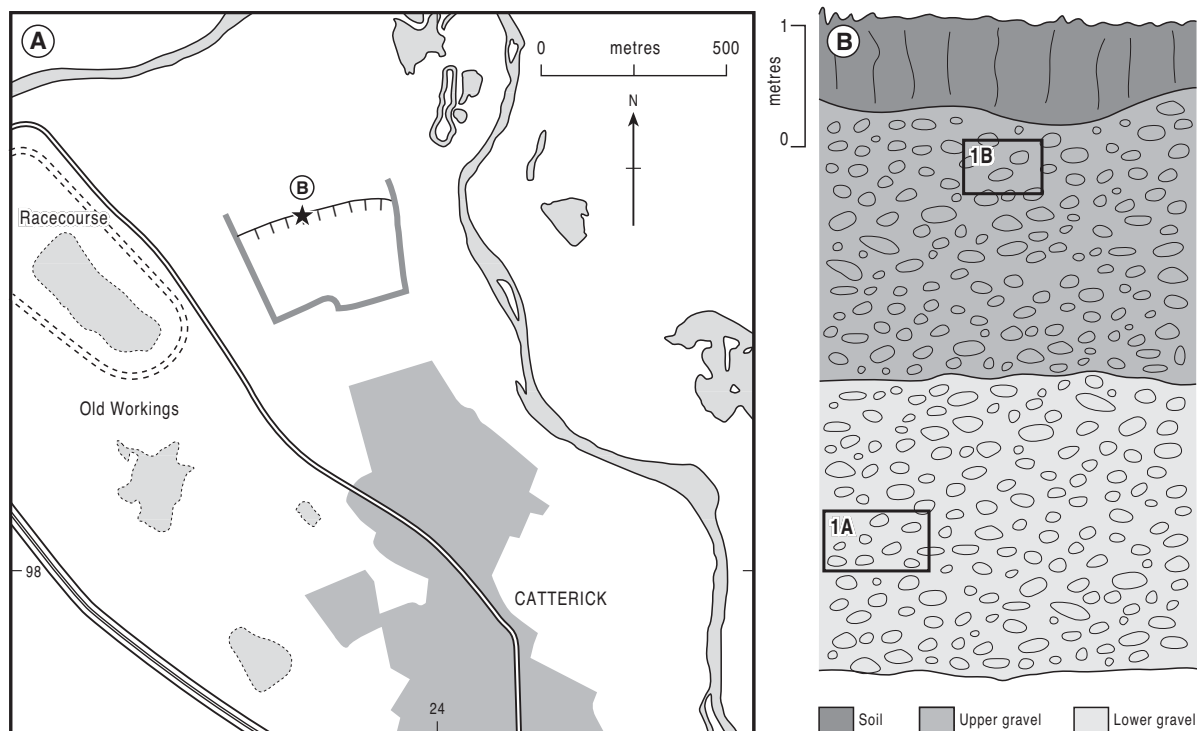 A
0 metres 500
N
B
Racecourse
Old Workings
98
CATTERICK
24
1
metres
0
B
1B
1A
Soil
Upper gravel
Lower gravel